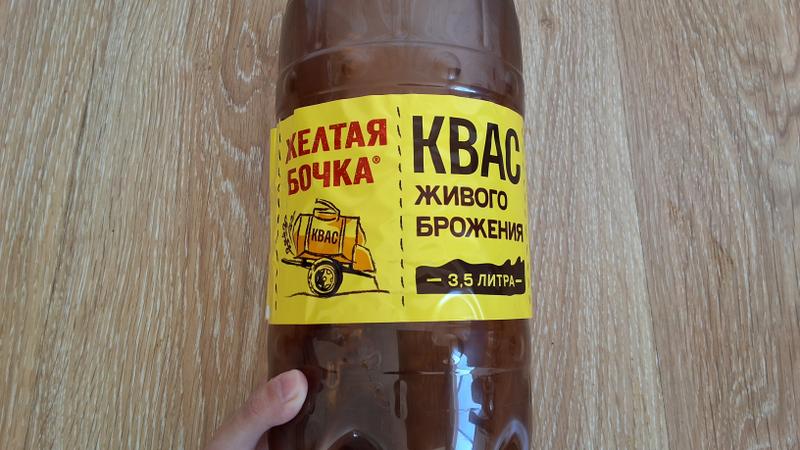 ЖЕЛТАЯ
БОЧКА®
КВАС
КВАС
ЖИВОГО
БРОЖЕНИЯ
— 3,5 ЛИТРА —